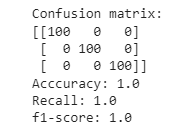 Confusion matrix:
[[100   0   0]
 [  0 100   0]
 [  0   0 100]]
Acccuracy: 1.0
Recall: 1.0
f1-score: 1.0